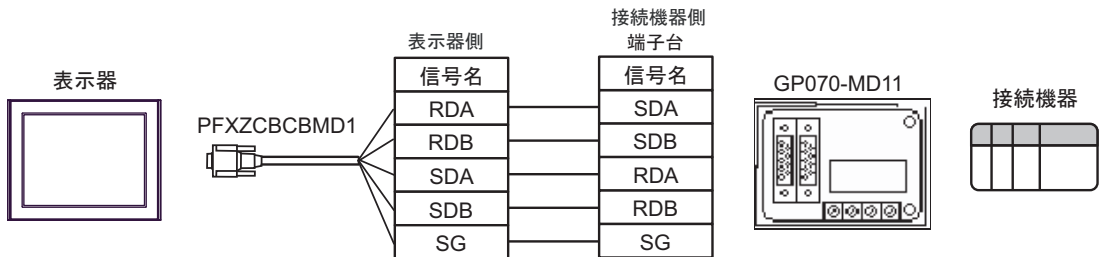 接続機器側
表示器側
端子台
表示器
信号名
信号名
GP070-MD11
接続機器
RDA
SDA
PFXZCBCBMD1
RDB
SDB
SDA
RDA
SDB
RDB
SG
SG